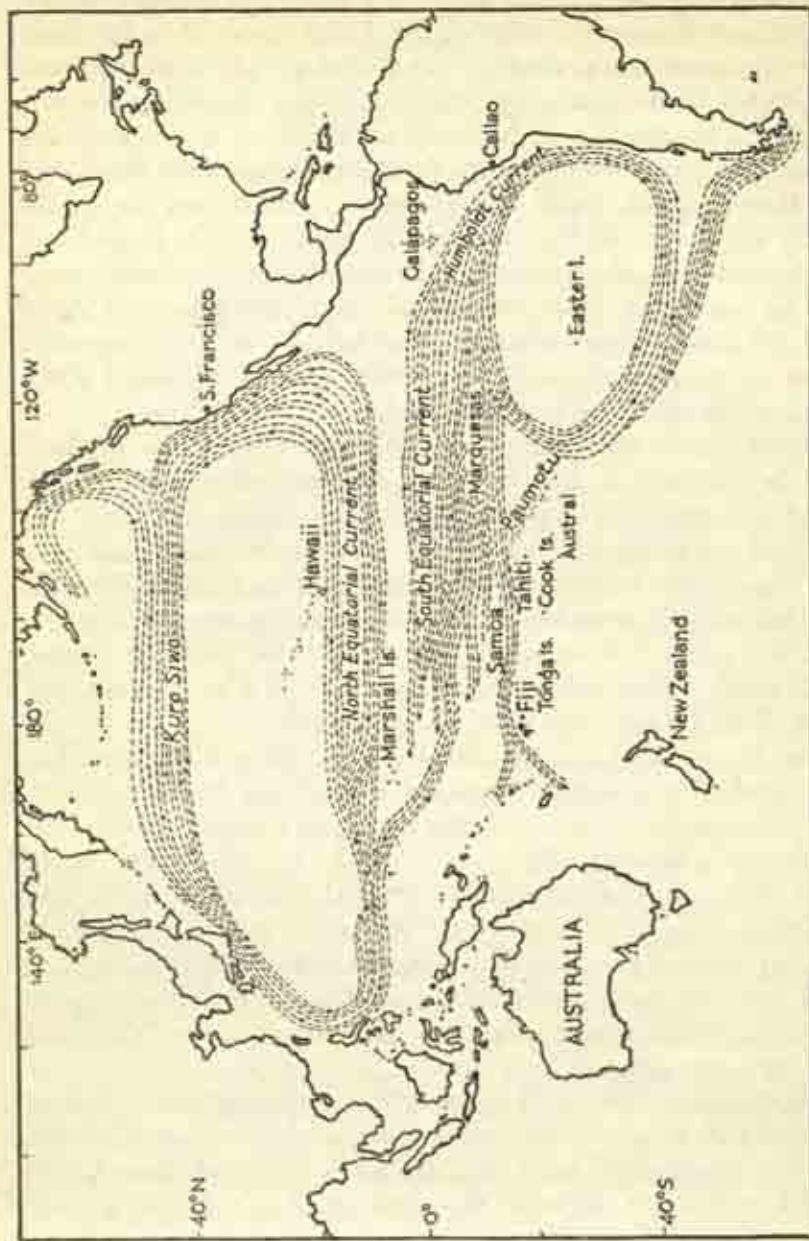 140° E
180°
120°W
80°
40°N
0°
40°S
Kuro Siwo
S. Francisco
Hawaii
North Equatorial Current
Marshall Is.
Galapagos
Humboldt Current
Callao
South Equatorial Current
Marquesas
Samoa
Fiji
Tonga Is.
Tahiti
Cook Is.
Paumotu
Austral
Easter I.
AUSTRALIA
New Zealand